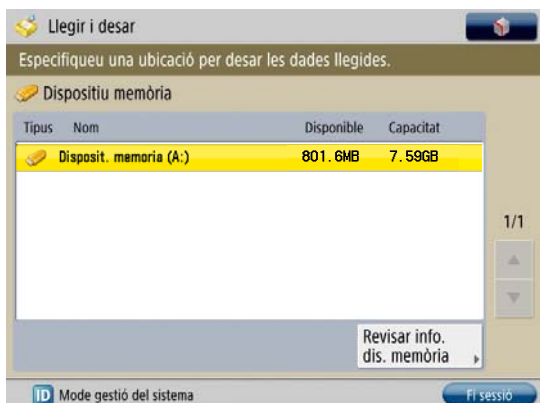 Llegir i desar
Especifiqueu una ubicació per desar les dades llegides.
Dispositiu memòria
Tipus Nom Disponible Capacitat
Disposit. memoria (A:) 801.6MB 7.59GB
1/1
Revisar info.
dis. memòria
ID Mode gestió del sistema Fi sessió